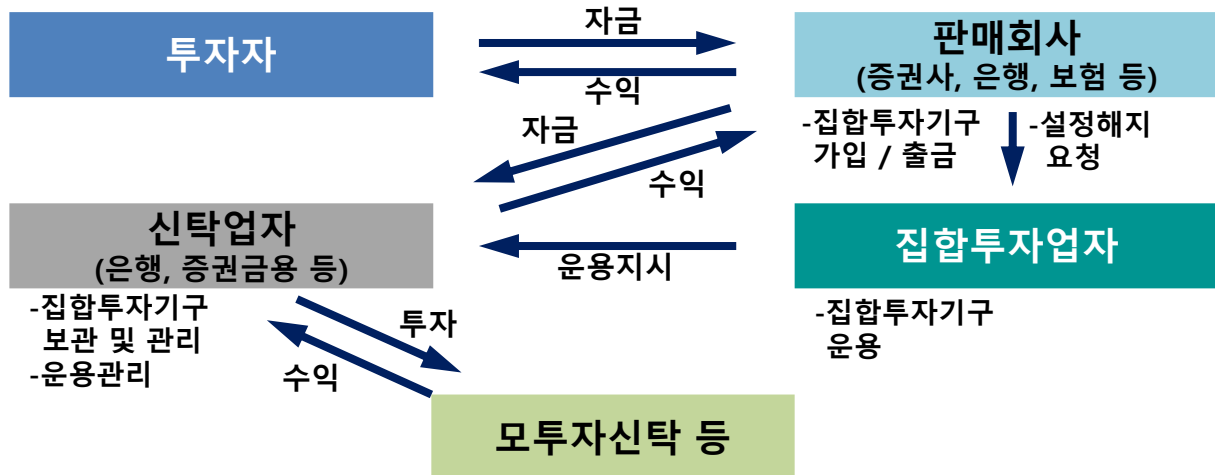 투자자
자금
수익
판매회사
(증권사, 은행, 보험 등)
-집합투자기구
가입 / 출금
-설정해지
요청
자금
수익
신탁업자
(은행, 증권금용 등)
-집합투자기구
보관 및 관리
-운용관리
운용지시
집합투자업자
-집합투자기구
운용
투자
수익
모투자신탁 등